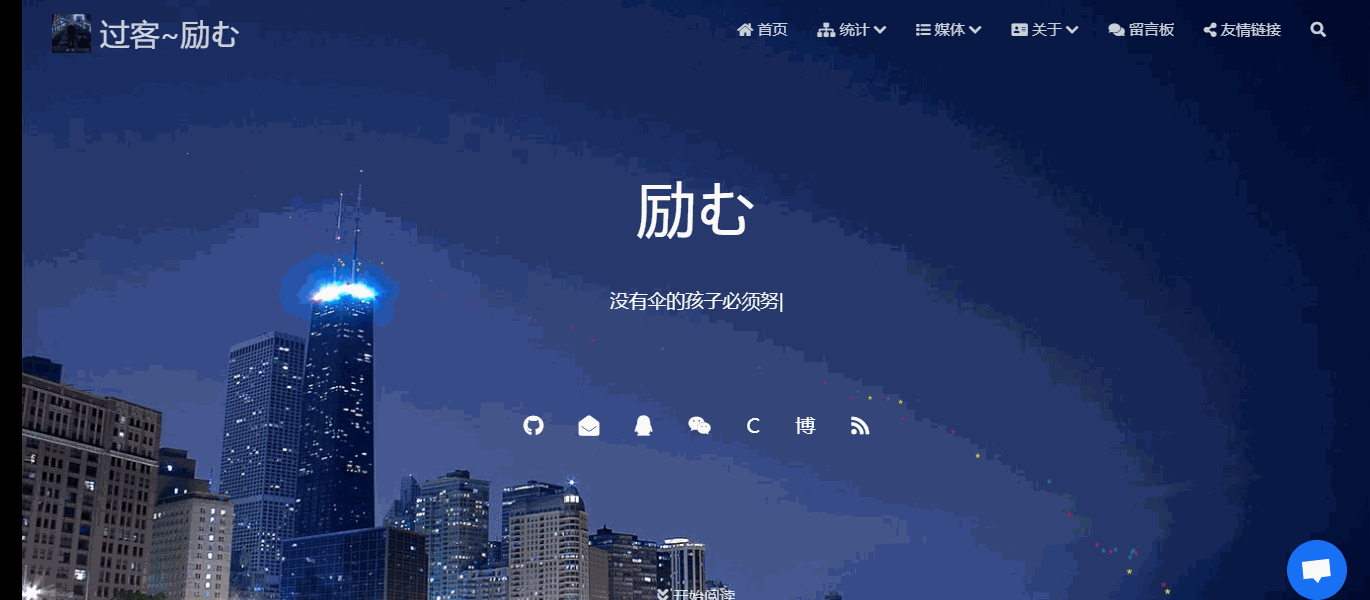 过客~励む
首页 统计 媒体 关于 留言板 友情链接
励む
没有伞的孩子必须努|
C 博
开始阅读